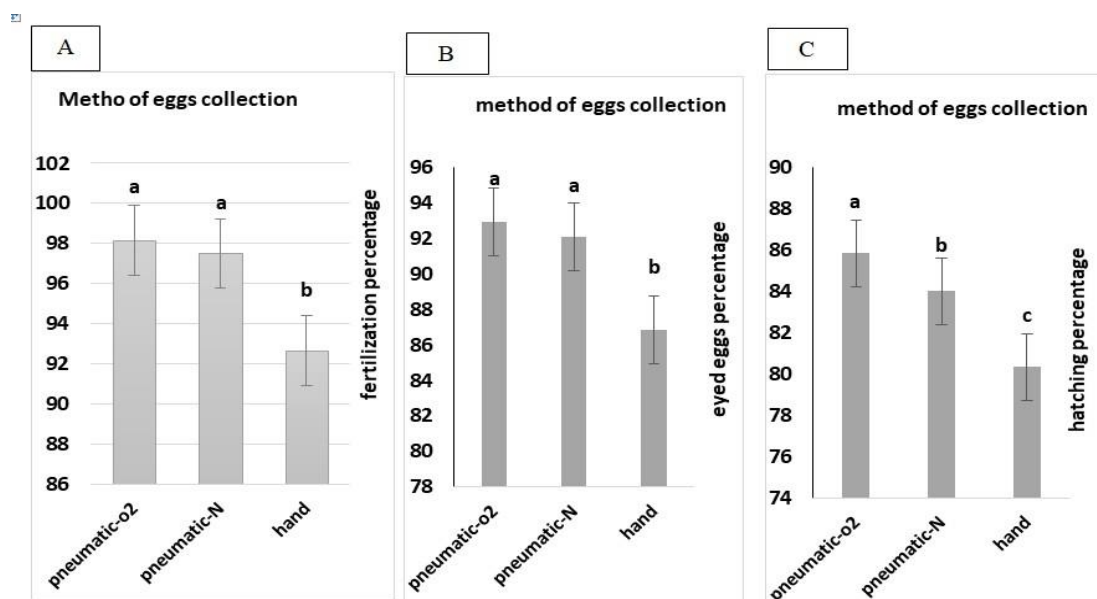 A
Metho of eggs collection
102
100
98
96
94
92
90
88
86
a
a
b
fertilization percentage
pneumatic-o2
pneumatic-N
hand
B
method of eggs collection
96
94
92
90
88
86
84
82
80
78
a
a
b
eyed eggs percentage
pneumatic-o2
pneumatic-N
hand
C
method of eggs collection
90
88
86
84
82
80
78
76
74
a
b
c
hatching percentage
pneumatic-o2
pneumatic-N
hand